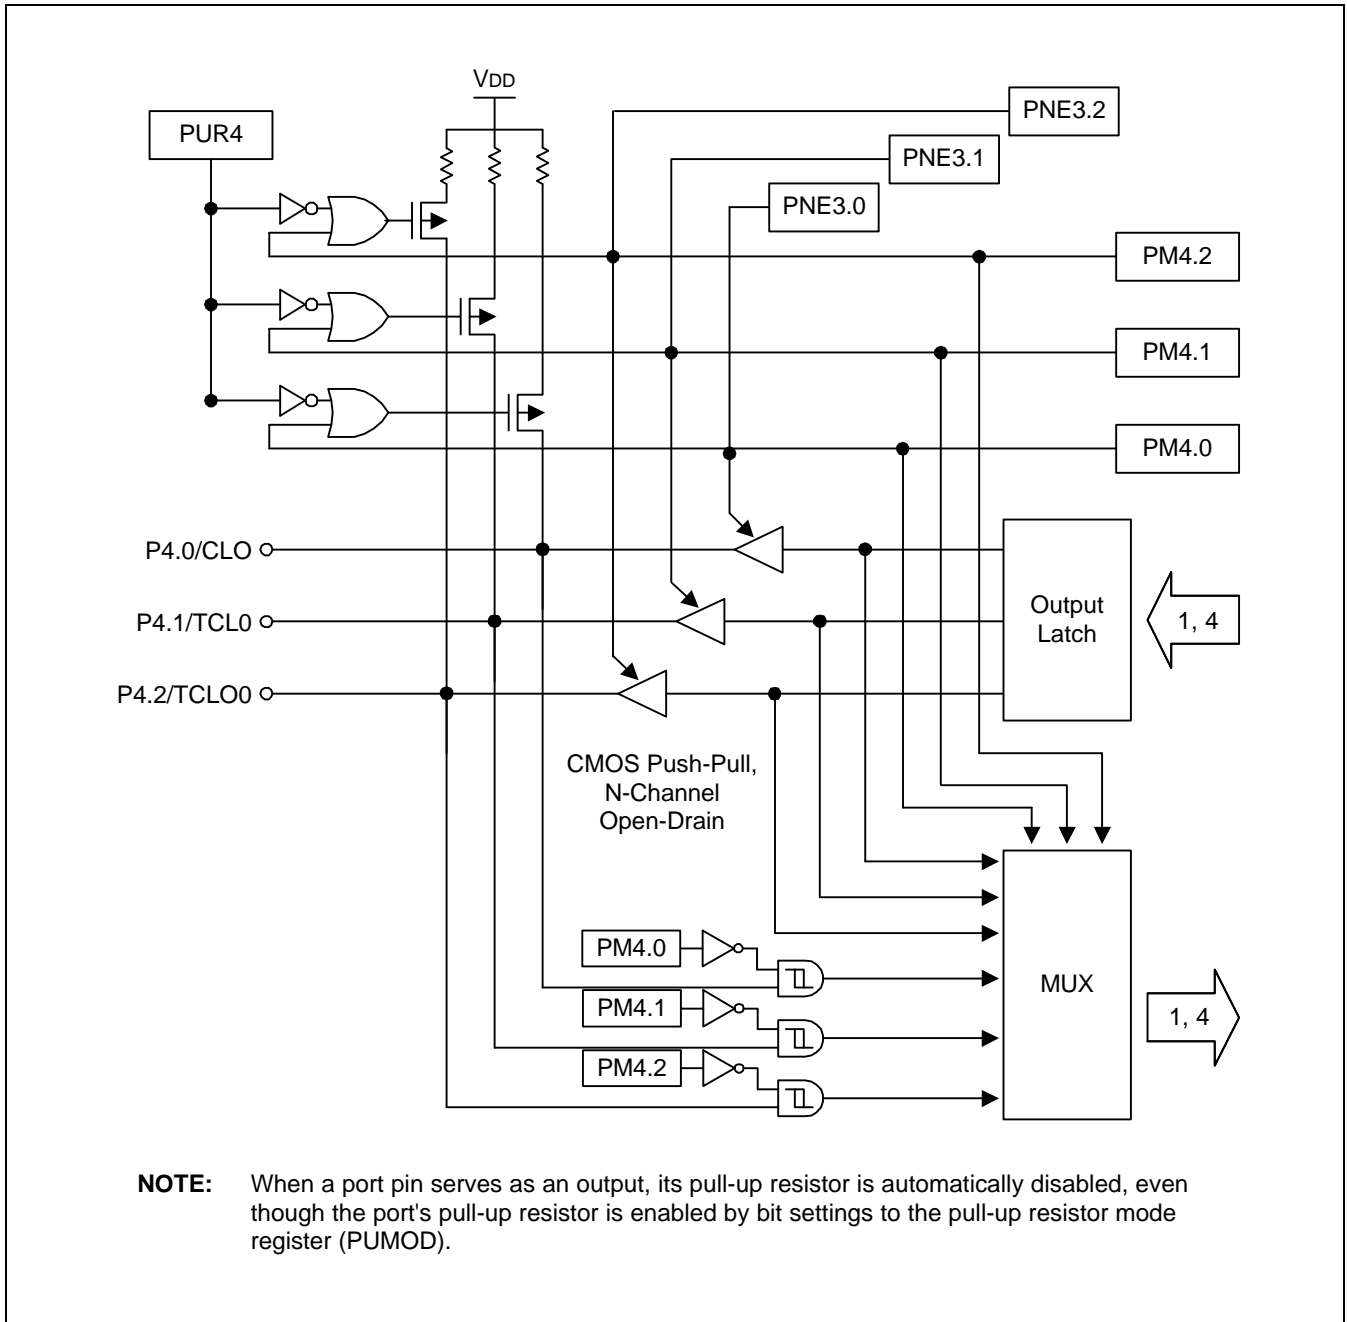 VDD
PUR4
PNE3.2
PNE3.1
PNE3.0
PM4.2
PM4.1
PM4.0
P4.0/CLO
P4.1/TCL0
P4.2/TCLO0
Output
Latch
1, 4
CMOS Push-Pull,
N-Channel
Open-Drain
PM4.0
PM4.1
PM4.2
MUX
1, 4
NOTE: When a port pin serves as an output, its pull-up resistor is automatically disabled, even
though the port's pull-up resistor is enabled by bit settings to the pull-up resistor mode
register (PUMOD).